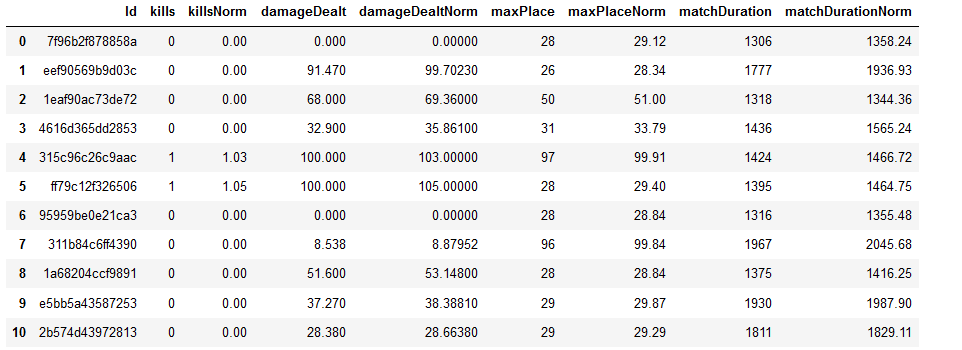 Id kills killsNorm damageDealt damageDealtNorm maxPlace maxPlaceNorm matchDuration matchDurationNorm
0 7f96b2f878858a 0 0.00 0.000 0.00000 28 29.12 1306 1358.24
1 eef90569b9d03c 0 0.00 91.470 99.70230 26 28.34 1777 1936.93
2 1eaf90ac73de72 0 0.00 68.000 69.36000 50 51.00 1318 1344.36
3 4616d365dd2853 0 0.00 32.900 35.86100 31 33.79 1436 1565.24
4 315c96c26c9aac 1 1.03 100.000 103.00000 97 99.91 1424 1466.72
5 ff79c12f326506 1 1.05 100.000 105.00000 28 29.40 1395 1464.75
6 95959be0e21ca3 0 0.00 0.000 0.00000 28 28.84 1316 1355.48
7 311b84c6ff4390 0 0.00 8.538 8.87952 96 99.84 1967 2045.68
8 1a68204ccf9891 0 0.00 51.600 53.14800 28 28.84 1375 1416.25
9 e5bb5a43587253 0 0.00 37.270 38.38810 29 29.87 1930 1987.90
10 2b574d43972813 0 0.00 28.380 28.66380 29 29.29 1811 1829.11